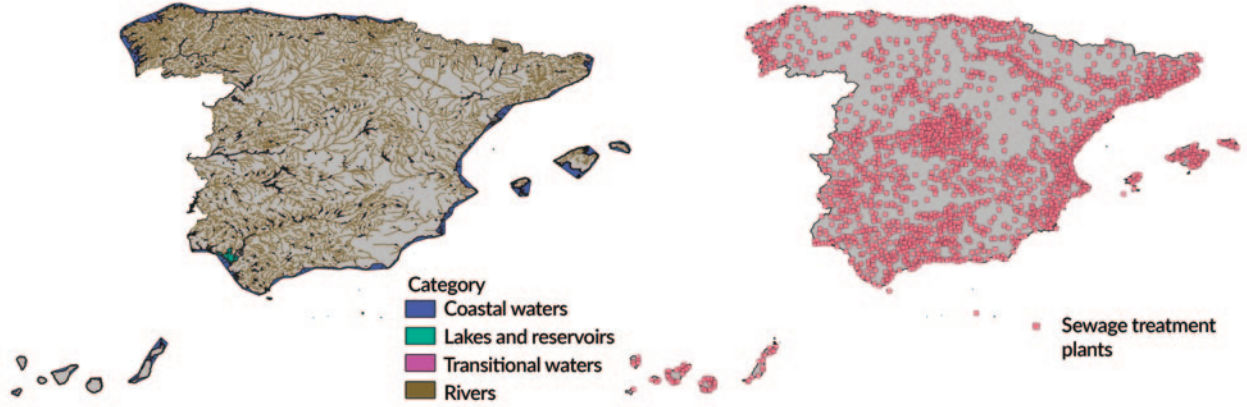 Category
Coastal waters
Lakes and reservoirs
Transitional waters
Rivers
Sewage treatment
plants